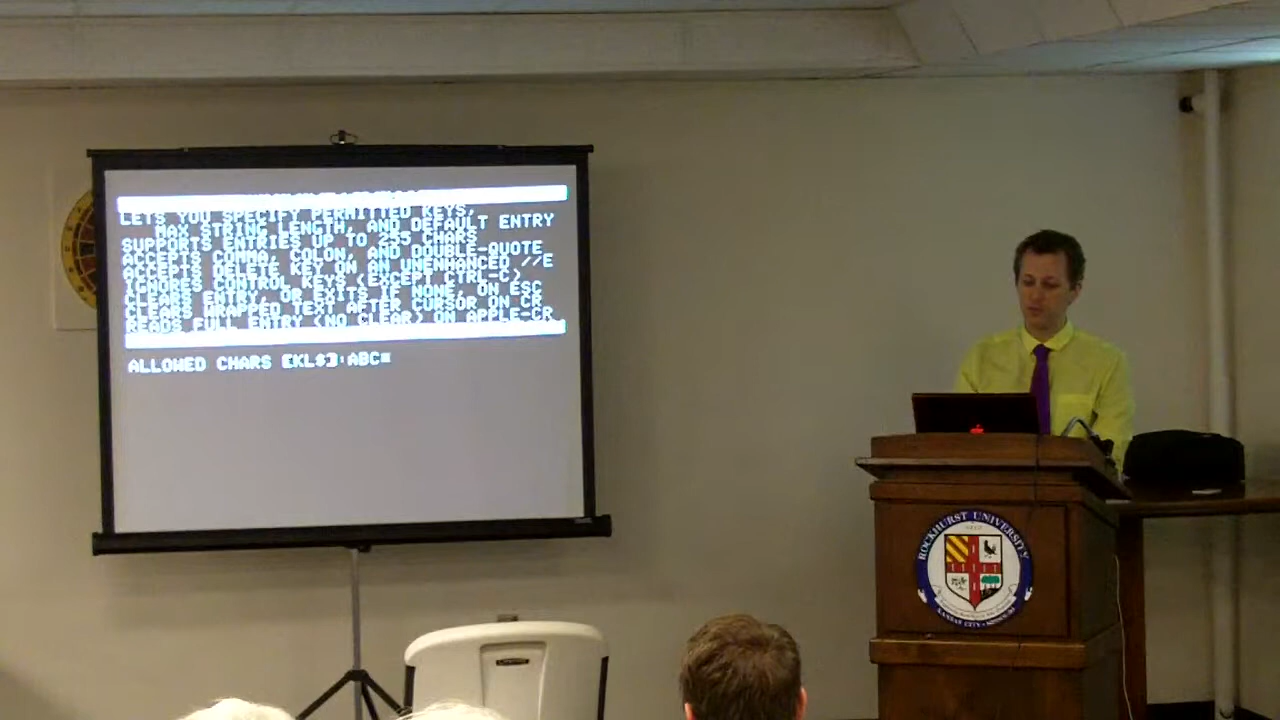 LETS YOU SPECIFY PERMITTED KEYS,
MAX STRING LENGTH, AND DEFAULT ENTRY
SUPPORTS ENTRIES UP TO 235 CHARS
ACCEPTS COMMA, COLON, AND DOUBLE-QUOTE
ACCEPTS DELETE KEY ON AN UNENHANCED //E
IGNORES CONTROL KEYS (EXCEPT CTRL-C)
CLEARS ENTRY, OR EXITS IF NONE, ON ESC
CLEARS WRAPPED TEXT AFTER CURSOR ON CR
READS FULL ENTRY (NO CLEAR) ON APPLE-CR
ALLOWED CHARS [KL$]:ABC
ROCKHURST UNIVERSITY
KANSAS CITY